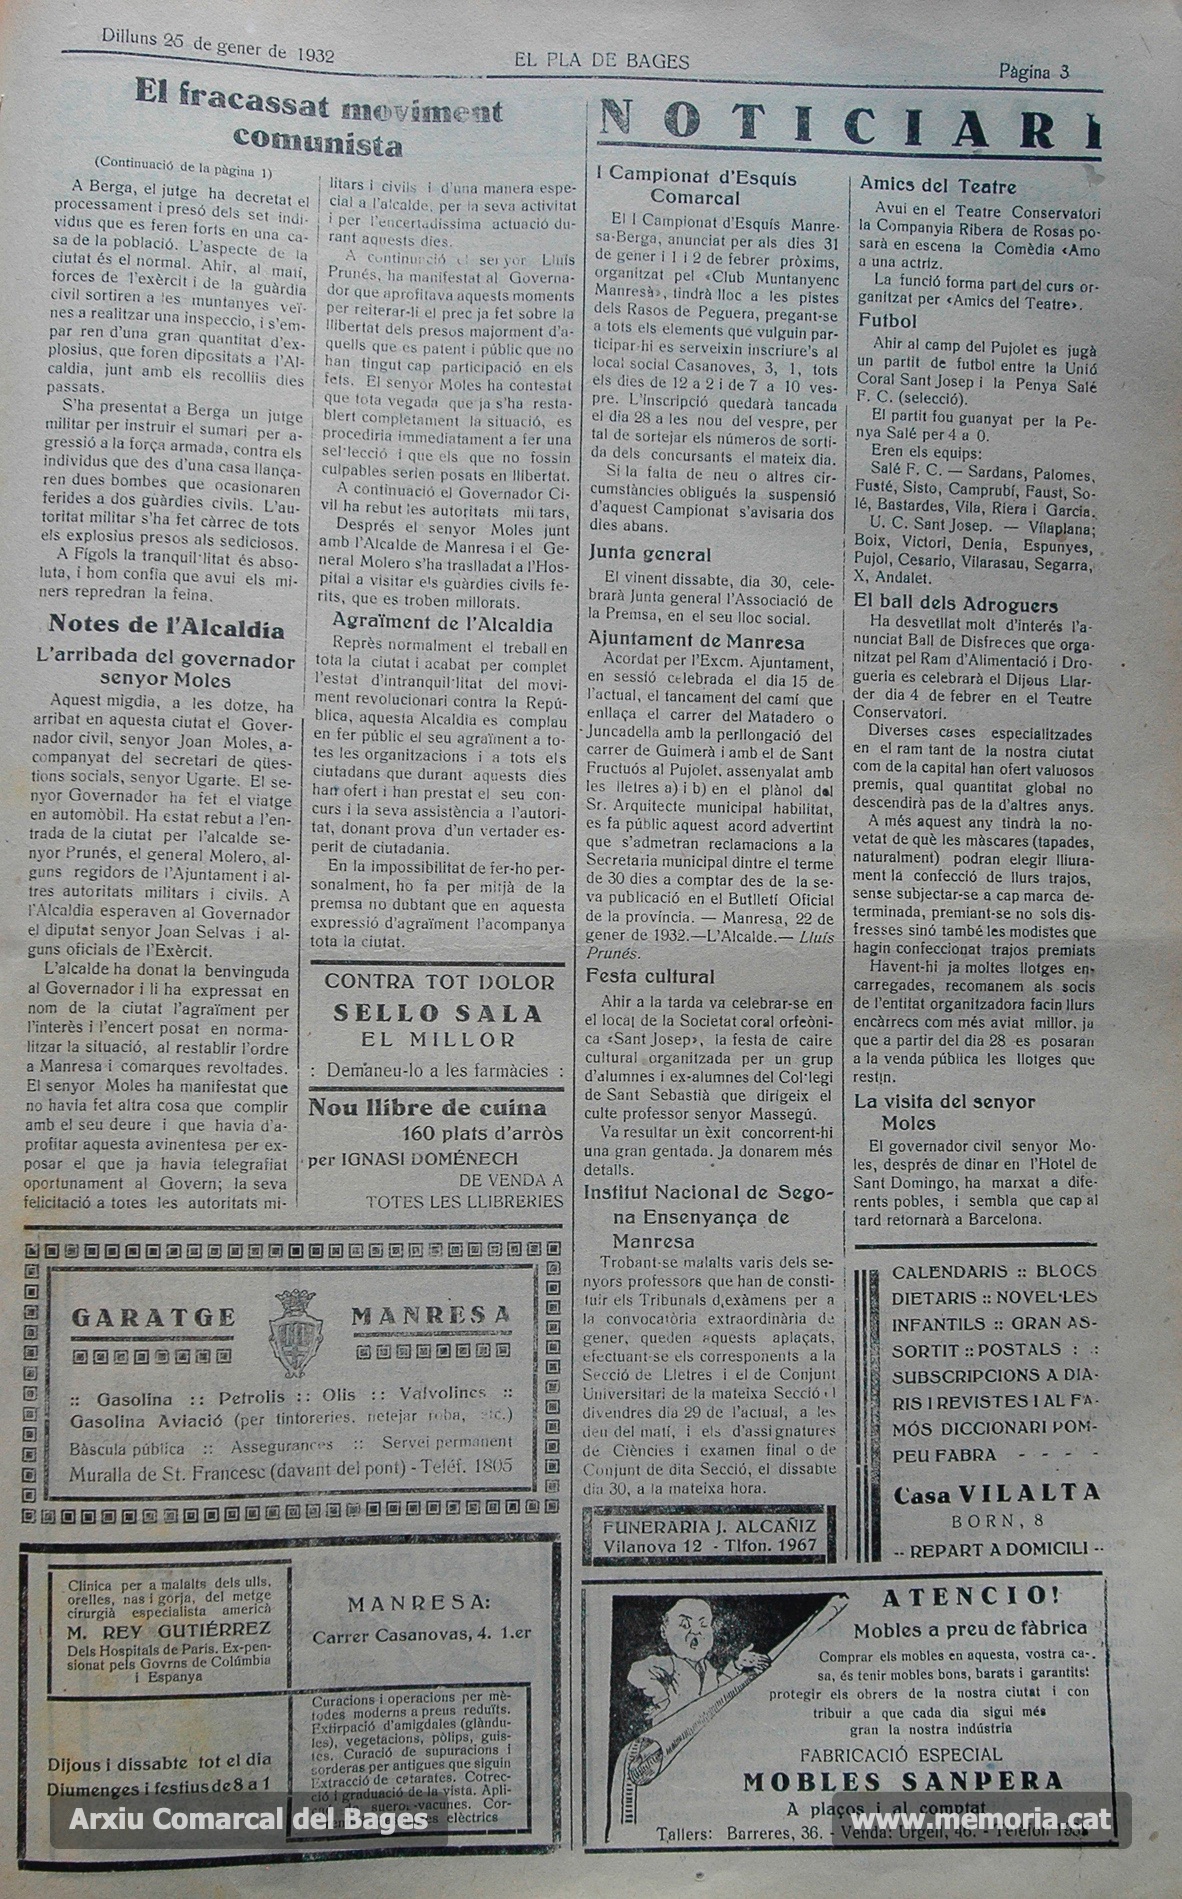 Dilluns 25 de gener de 1932
EL PLA DE BAGES
Pàgina 3
El fracassat moviment
comunista
(Continuació de la pàgina 1)
A Berga, el jutge ha decretat el
processament i presó dels set indi-
vidus que es feren forts en una ca-
sa de la població. L'aspecte de la
ciutat és el normal. Ahir, al matí,
forces de l'exèrcit i de la guàrdia
civil sortiren a les muntanyes veï-
nes a realitzar una inspeccio, i s'em-
par ren d'una gran quantitat d'ex-
plosius, que foren dipositats a l'Al-
caldia, junt amb els recolliis dies
passats.
S'ha presentat a Berga un jutge
militar per instruir el sumari per a-
gressió a la força armada, contra els
individus que des d'una casa llança-
ren dues bombes que ocasionaren
ferides a dos guàrdies civils. L'au-
toritat militar s'ha fet càrrec de tots
els explosius presos als sediciosos.
A Fígols la tranquil·litat és abso-
luta, i hom confia que avui els mi-
ners repredran la feina.
Notes de l'Alcaldia
L'arribada del governador
senyor Moles
Aquest migdia, a les dotze, ha
arribat en aquesta ciutat el Gover-
nador civil, senyor Joan Moles, a-
companyat del secretari de qües-
tions socials, senyor Ugarte. El se-
nyor Governador ha fet el viatge
en automòbil. Ha estat rebut a l'en-
trada de la ciutat per l'alcalde se-
nyor Prunés, el general Molero, al-
guns regidors de l'Ajuntament i al-
tres autoritats militars i civils. A
l'Alcaldia esperaven al Governador
el diputat senyor Joan Selvas i al-
guns oficials de l'Exèrcit.
L'alcalde ha donat la benvinguda
al Governador i li ha expressat en
nom de la ciutat l'agraïment per
l'interès i l'encert posat en norma-
litzar la situació, al restablir l'ordre
a Manresa i comarques revoltades.
El senyor Moles ha manifestat que
no havia fet altra cosa que complir
amb el seu deure i que havia d'a-
profitar aquesta avinentesa per ex-
posar el que ja havia telegrafiat
oportunament al Govern; la seva
felicitació a totes les autoritats mi-
litars i civils i d'una manera espe-
cial a l'alcalde, per la seva activitat
i per l'encertadíssima actuació du-
rant aquests dies.
A continució el senyor Lluís
Prunés, ha manifestat al Governa-
dor que aprofitava aquests moments
per reiterar-li el prec ja fet sobre la
llibertat dels presos majorment d'a-
quells que es patent i públic que no
han tingut cap participació en els
fets. El senyor Moles ha contestat
que tota vegada que ja s'ha resta-
blert completament la situació, es
procediria immediatament a fer una
sel·lecció i que els que no fossin
culpables serien posats en llibertat.
A continuació el Governador Ci-
vil ha rebut les autoritats militars,
Després el senyor Moles junt
amb l'Alcalde de Manresa i el Ge-
neral Molero s'ha traslladat a l'Hos-
pital a visitar els guàrdies civils fe-
rits, que es troben millorats.
Agraïment de l'Alcaldia
Représ normalment el treball en
tota la ciutat i acabat per complet
l'estat d'intranquil·litat del movi-
ment revolucionari contra la Repú-
blica, aquesta Alcaldia es complau
en fer públic el seu agraïment a to-
tes les organitzacions i a tots els
ciutadans que durant aquests dies
han ofert i han prestat el seu con-
curs i la seva assistència a l'autori-
tat, donant prova d'un vertader es-
perit de ciutadania.
En la impossibilitat de fer-ho per-
sonalment, ho fa per mitjà de la
premsa no dubtant que en aquesta
expressió d'agraïment l'acompanya
tota la ciutat.
CONTRA TOT DOLOR
SELLO SALA
EL MILLOR
: Demaneu-lo a les farmàcies :
Nou llibre de cuina
160 plats d'arròs
per IGNASI DOMÉNECH
DE VENDA A
TOTES LES LLIBRERIES
GARATGE MANRESA
:: Gasolina :: Petrolis :: Olis :: Valvolines ::
Gasolina Aviació (per tintoreries, netejar roba, etc.)
Bàscula pública :: Assegurances :: Servei permanent
Muralla de St. Francesc (davant del pont) - Telèf. 1805
Clínica per a malalts dels ulls,
orelles, nas i gorja, del metge
cirurgià especialista americà
M. REY GUTIÉRREZ
Dels Hospitals de París. Ex-pen-
sionat pels Govrns de Colúmbia
i Espanya
MANRESA:
Carrer Casanovas, 4. 1.er
Dijous i dissabte tot el dia
Diumenges i festius de 8 a 1
Curacions i operacions per mè-
todes moderns a preus reduïts.
Extirpació d'amigdales (glàndu-
les), vegetacions, pòlips, guis-
tes. Curació de supuracions i
sorderas per antigues que siguin
Extracció de cetarates. Cotrec-
ció i graduació de la vista. Apli-
sueros-vacunes. Cor-
es elèctrics
NOTICIARI
I Campionat d'Esquís
Comarcal
El I Campionat d'Esquís Manre-
sa-Berga, anunciat per als dies 31
de gener i 1 i 2 de febrer pròxims,
organitzat pel «Club Muntanyenc
Manresà», tindrà lloc a les pistes
dels Rasos de Peguera, pregant-se
a tots els elements que vulguin par-
ticipar-hi es serveixin inscriure's al
local social Casanoves, 3, 1, tots
els dies de 12 a 2 i de 7 a 10 ves-
pre. L'inscripció quedarà tancada
el dia 28 a les nou del vespre, per
tal de sortejar els números de sorti-
da dels concursants el mateix dia.
Si la falta de neu o altres cir-
cumstàncies obligués la suspensió
d'aquest Campionat s'avisaria dos
dies abans.
Junta general
El vinent dissabte, dia 30, cele-
brarà Junta general l'Associació de
la Premsa, en el seu lloc social.
Ajuntament de Manresa
Acordat per l'Excm. Ajuntament,
en sessió celebrada el dia 15 de
l'actual, el tancament del camí que
enllaça el carrer del Matadero o
Juncadella amb la perllongació del
carrer de Guimerà i amb el de Sant
Fructuós al Pujolet, assenyalat amb
les lletres a) i b) en el plànol del
Sr. Arquitecte municipal habilitat,
es fa públic aquest acord advertint
que s'admetran reclamacions a la
Secretaria municipal dintre el terme
de 30 dies a comptar des de la se-
va publicació en el Butlletí Oficial
de la província. — Manresa, 22 de
gener de 1932.—L'Alcalde.— Lluís
Prunés.
Festa cultural
Ahir a la tarda va celebrar-se en
el local de la Societat coral orfeòni-
ca «Sant Josep», la festa de caire
cultural organitzada per un grup
d'alumnes i ex-alumnes del Col·legi
de Sant Sebastià que dirigeix el
culte professor senyor Massegú.
Va resultar un èxit concorrent-hi
una gran gentada. Ja donarem més
detalls.
Institut Nacional de Sego-
na Ensenyança de
Manresa
Trobant-se malalts varis dels se-
nyors professors que han de consti-
tuir els Tribunals d,exàmens per a
la convocatòria extraordinària de
gener, queden aquests aplaçats,
efectuant-se els corresponents a la
Secció de Lletres i el de Conjunt
Universitari de la mateixa Secció el
divendres dia 29 de l'actual, a les
deu del matí, i els d'assignatures
de Ciències i examen final o de
Conjunt de dita Secció, el dissabte
dia 30, a la mateixa hora.
FUNERARIA J. ALCAÑIZ
Vilanova 12 - Tlfon. 1967
Amics del Teatre
Avui en el Teatre Conservatori
la Companyia Ribera de Rosas po-
sarà en escena la Comèdia «Amo
a una actriz.
La funció forma part del curs or-
ganitzat per «Amics del Teatre».
Futbol
Ahir al camp del Pujolet es jugà
un partit de futbol entre la Unió
Coral Sant Josep i la Penya Salé
F. C. (selecció).
El partit fou guanyat per la Pe-
nya Salé per 4 a 0.
Eren els equips:
Salé F. C. — Sardans, Palomes,
Fusté, Sisto, Camprubí, Faust, So-
lé, Bastardes, Vila, Riera i Garcia.
U. C. Sant Josep. — Vilaplana;
Boix, Victori, Denia, Espunyes,
Pujol, Cesario, Vilarasau, Segarra,
X, Andalet.
El ball dels Adroguers
Ha desvetllat molt d'interés l'a-
nunciat Ball de Disfreces que orga-
nitzat pel Ram d'Alimentació i Dro-
gueria es celebrarà el Dijous Llar-
der dia 4 de febrer en el Teatre
Conservatori.
Diverses cases especialitzades
en el ram tant de la nostra ciutat
com de la capital han ofert valuosos
premis, qual quantitat global no
descendirà pas de la d'altres anys.
A més aquest any tindrà la no-
vetat de què les màscares (tapades,
naturalment) podran elegir lliura-
ment la confecció de llurs trajos,
sense subjectar-se a cap marca de-
terminada, premiant-se no sols dis-
fresses sinó també les modistes que
hagin confeccionat trajos premiats
Havent-hi ja moltes llotges en-
carregades, recomanem als socis
de l'entitat organitzadora facin llurs
encàrrecs com més aviat millor, ja
que a partir del dia 28 es posaran
a la venda pública les llotges que
restin.
La visita del senyor
Moles
El governador civil senyor Mo-
les, després de dinar en l'Hotel de
Sant Domingo, ha marxat a dife-
rents pobles, i sembla que cap al
tard retornarà a Barcelona.
CALENDARIS :: BLOCS
DIETARIS :: NOVEL·LES
INFANTILS :: GRAN AS-
SORTIT :: POSTALS : :
SUBSCRIPCIONS A DIA-
RIS I REVISTES I AL FA-
MÓS DICCIONARI POM-
PEU FABRA - - - -
Casa VILALTA
BORN, 8
-- REPART A DOMICILI --
ATENCIO!
Mobles a preu de fàbrica
Comprar els mobles en aquesta, vostra ca-
sa, és tenir mobles bons, barats i garantits!
protegir els obrers de la nostra ciutat i con
tribuir a que cada dia sigui més
gran la nostra indústria
FABRICACIÓ ESPECIAL
MOBLES SANPERA
A plaços i al comptat
Tallers: Barreres, 36. - Venda: Urgell, 46. - Telèfon
Arxiu Comarcal del Bages
www.memoria.cat